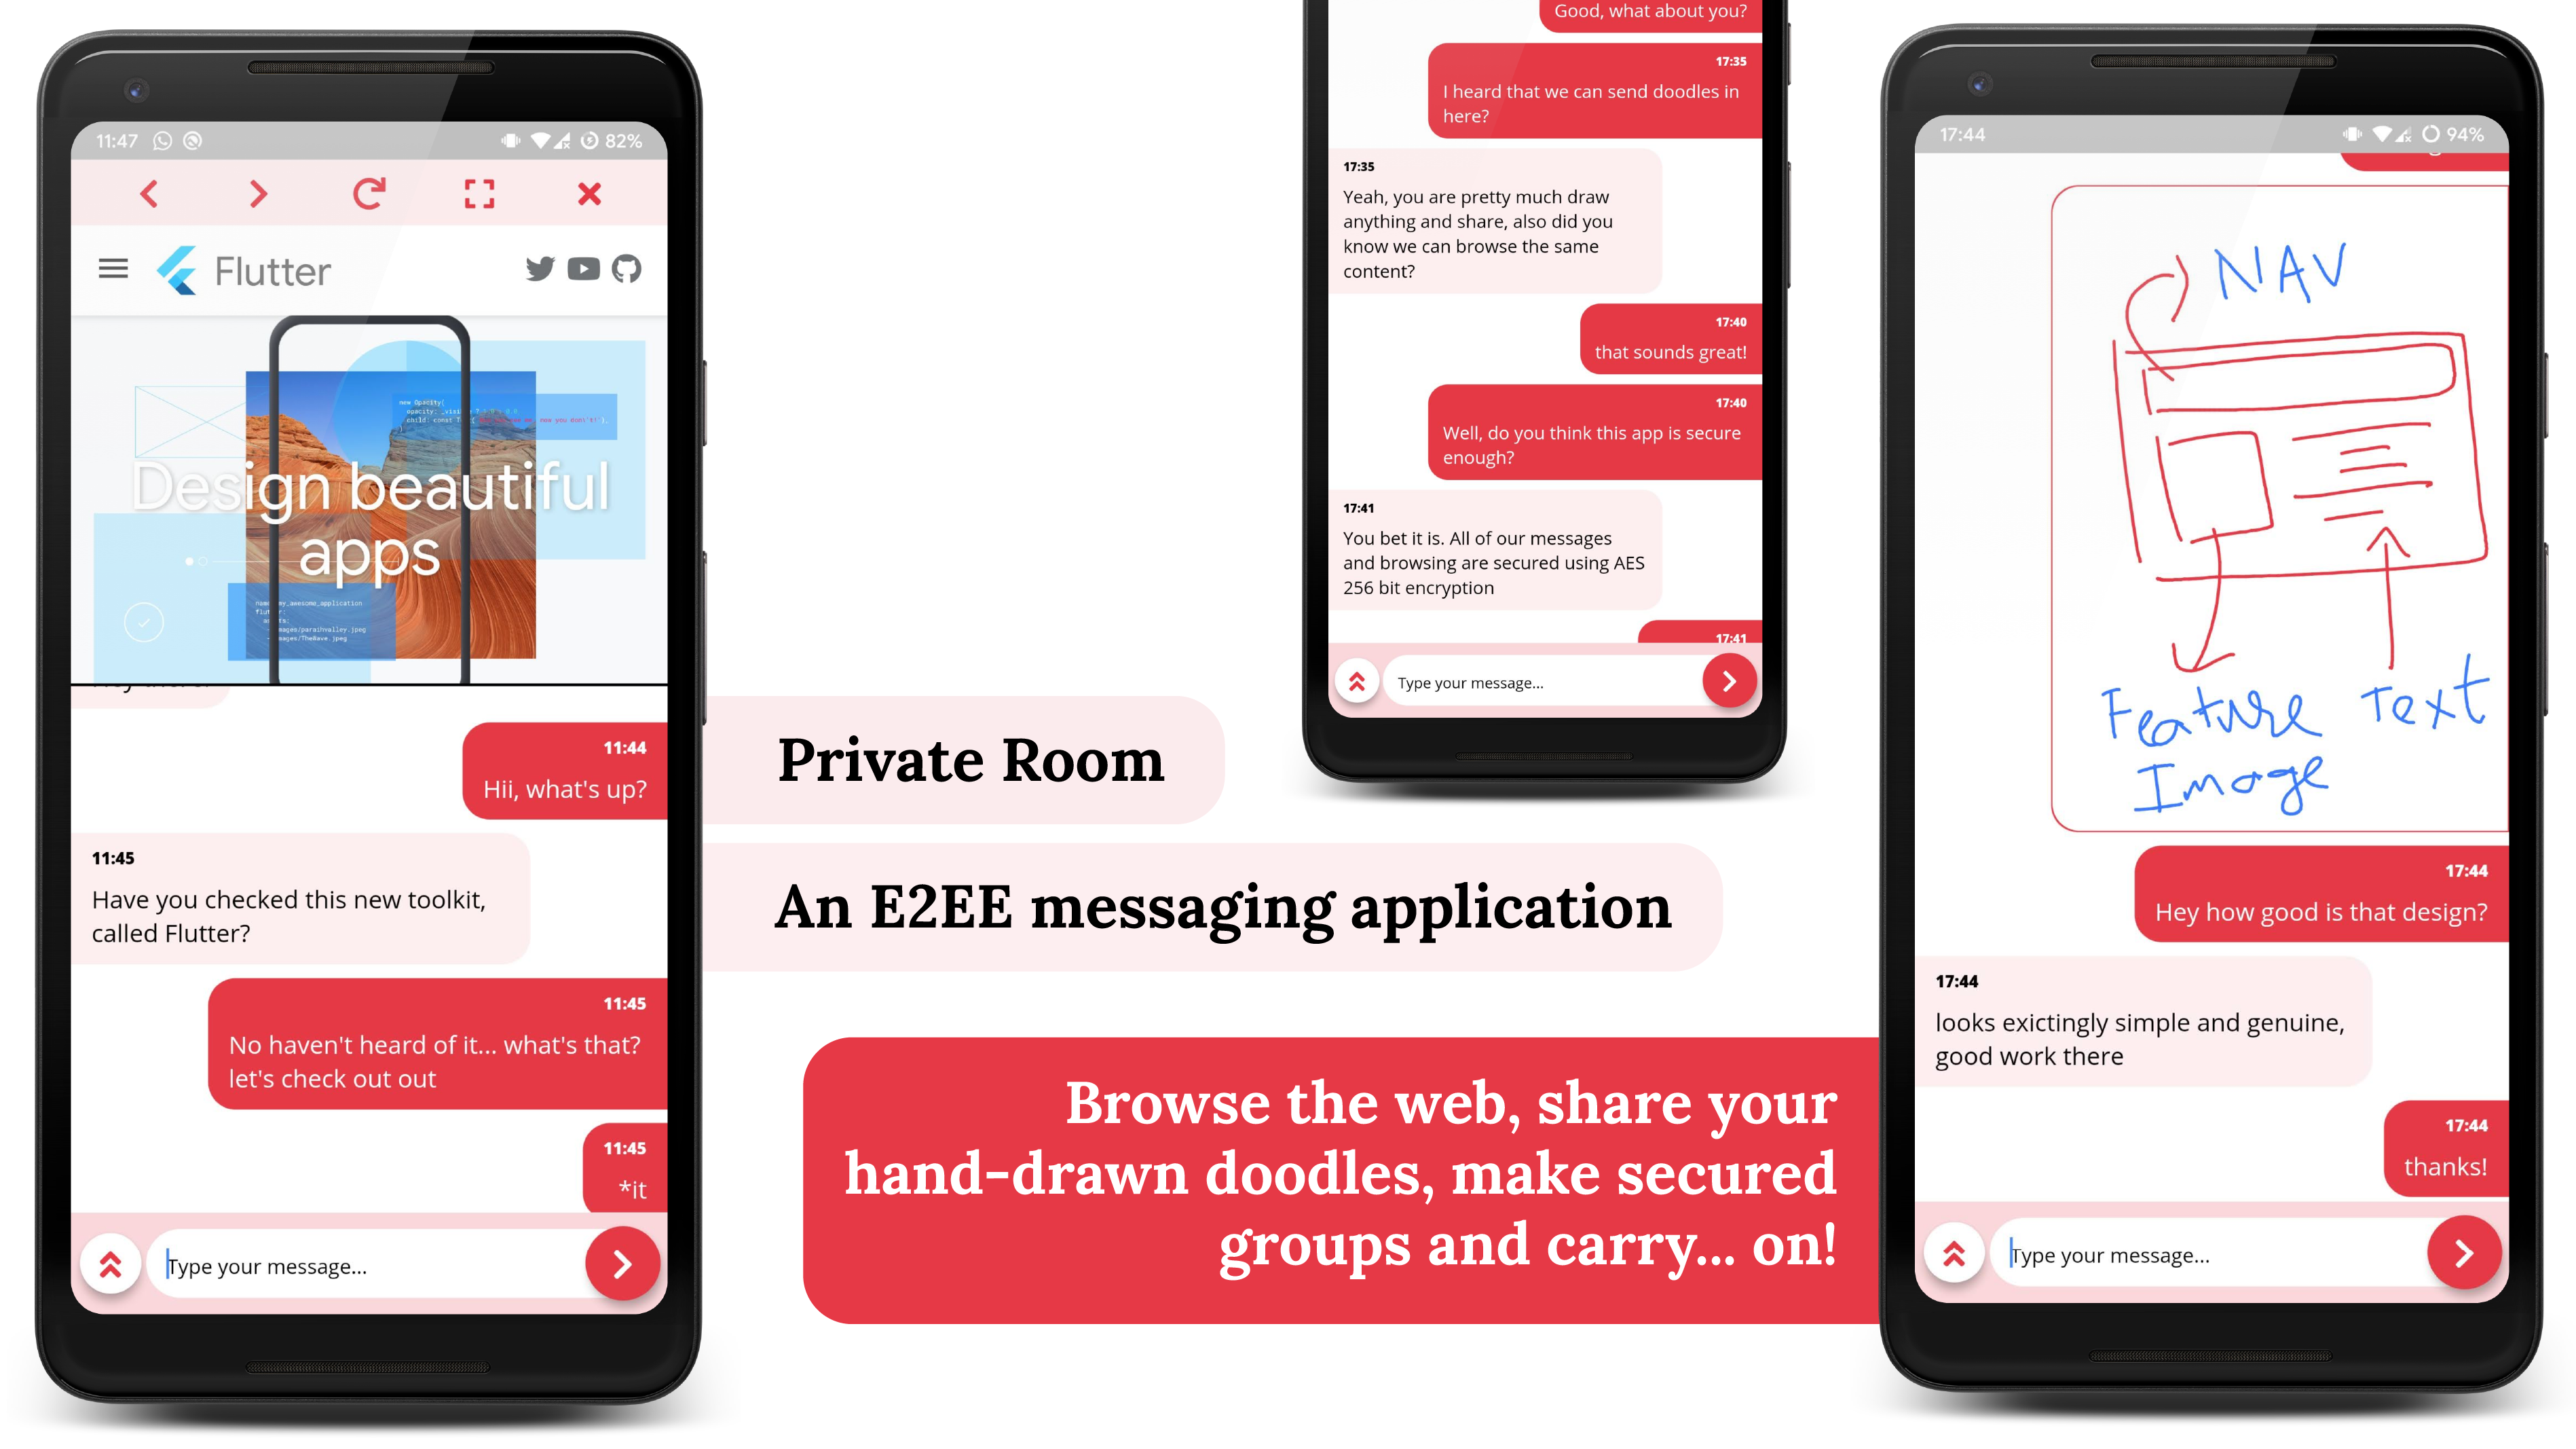 11:47
82%
Flutter
Design beautiful
apps
11:44
Hii, what's up?
11:45
Have you checked this new toolkit,
called Flutter?
11:45
No haven't heard of it... what's that?
let's check out out
11:45
*it
Type your message...
Private Room
An E2EE messaging application
Browse the web, share your
hand-drawn doodles, make secured
groups and carry... on!
Good, what about you?
17:35
I heard that we can send doodles in
here?
17:35
Yeah, you are pretty much draw
anything and share, also did you
know we can browse the same
content?
17:40
that sounds great!
17:40
Well, do you think this app is secure
enough?
17:41
You bet it is. All of our messages
and browsing are secured using AES
256 bit encryption
17:41
Type your message...
17:44
94%
NAV
Feature Text
Image
17:44
Hey how good is that design?
17:44
looks exictingly simple and genuine,
good work there
17:44
thanks!
Type your message...